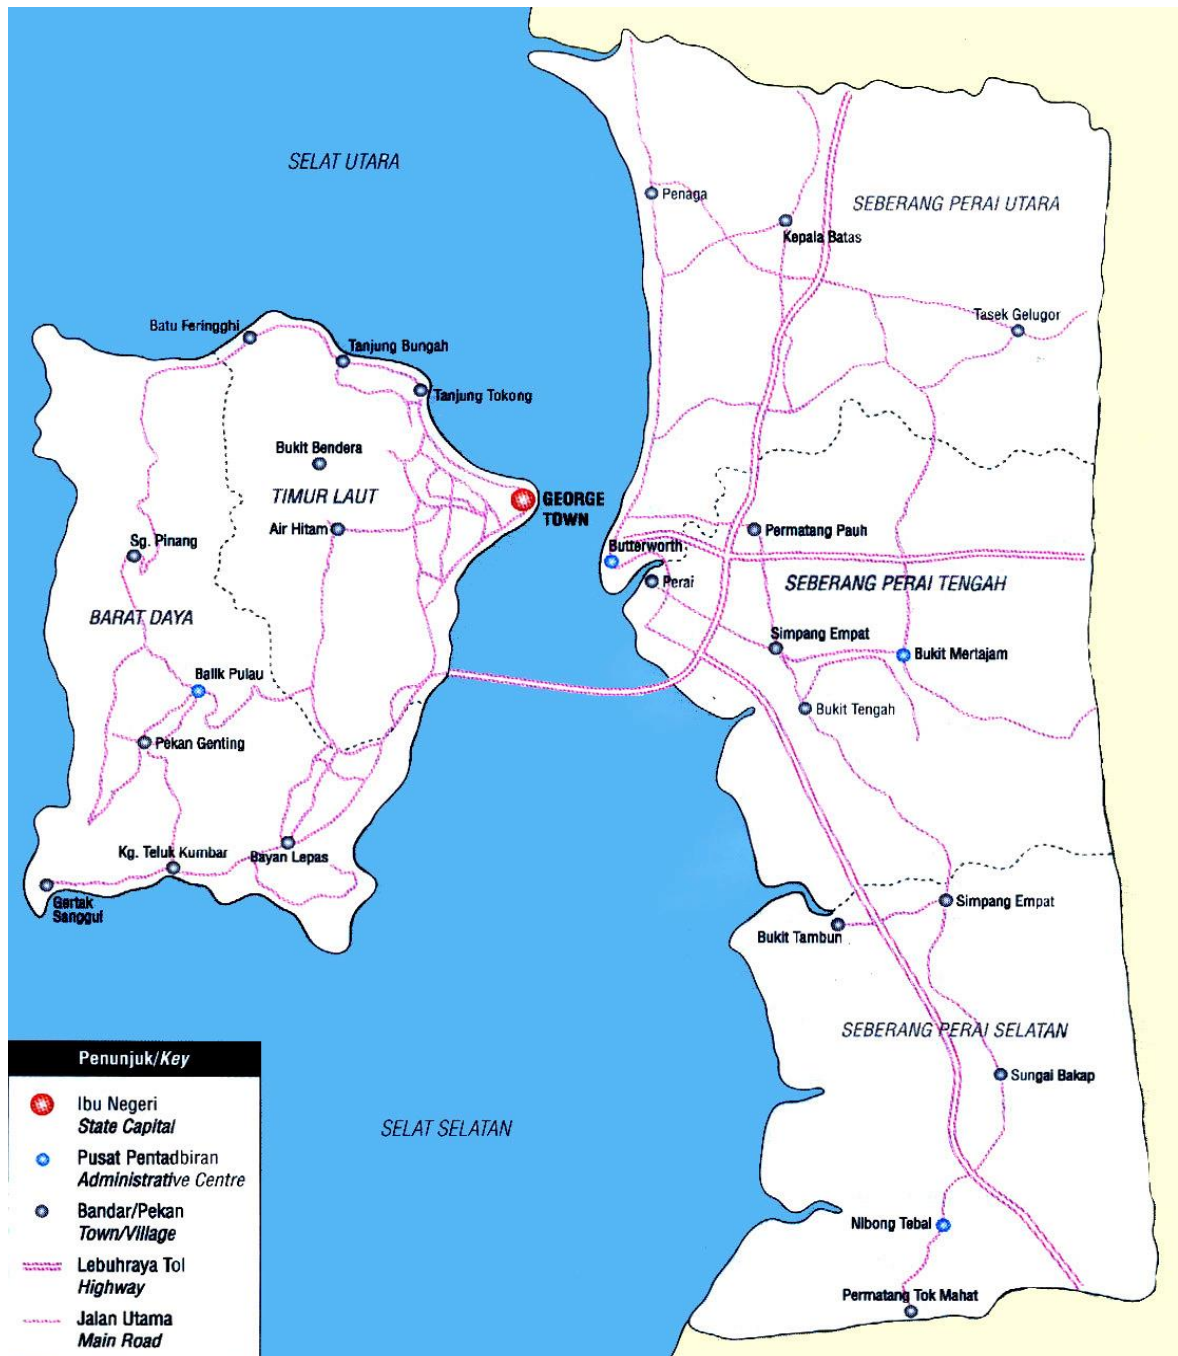 SELAT UTARA
Penaga
SEBERANG PERAI UTARA
Kepala Batas
Tasek Gelugor
Batu Feringghi
Tanjung Bungah
Tanjung Tokong
Bukit Bendera
TIMUR LAUT
GEORGE
TOWN
Air Hitam
Permatang Pauh
Sg. Pinang
Butterworth
Perai
SEBERANG PERAI TENGAH
BARAT DAYA
Simpang Empat
Bukit Mertajam
Balik Pulau
Bukit Tengah
Pekan Genting
Kg. Teluk Kumbar
Bayan Lepas
Gertak
Sangguf
Simpang Empat
Bukit Tambun
SEBERANG PERAI SELATAN
Sungai Bakap
SELAT SELATAN
Nibong Tebal
Permatang Tok Mahat
Penunjuk/Key
Ibu Negeri
State Capital
Pusat Pentadbiran
Administrative Centre
Bandar/Pekan
Town/Village
Lebuhraya Tol
Highway
Jalan Utama
Main Road